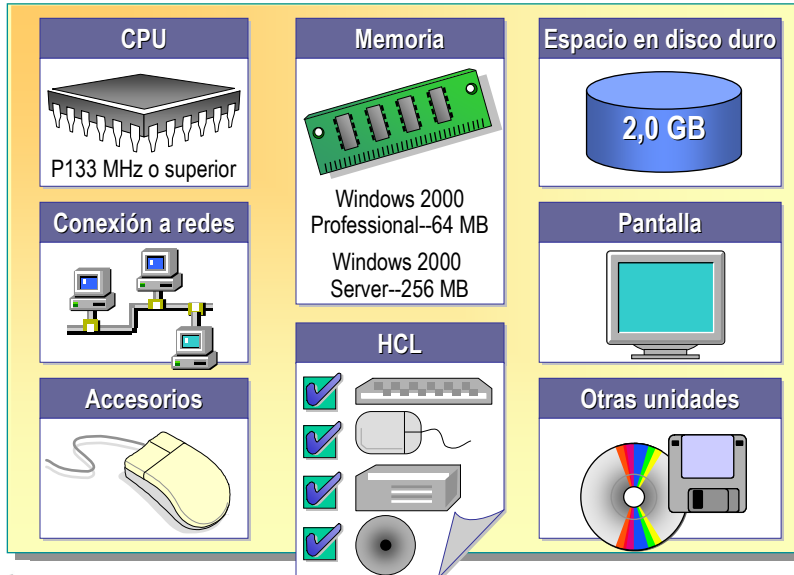 CPU
P133 MHz o superior
Memoria
Windows 2000
Professional--64 MB
Windows 2000
Server--256 MB
Espacio en disco duro
2,0 GB
Conexión a redes
Pantalla
HCL
Accesorios
Otras unidades